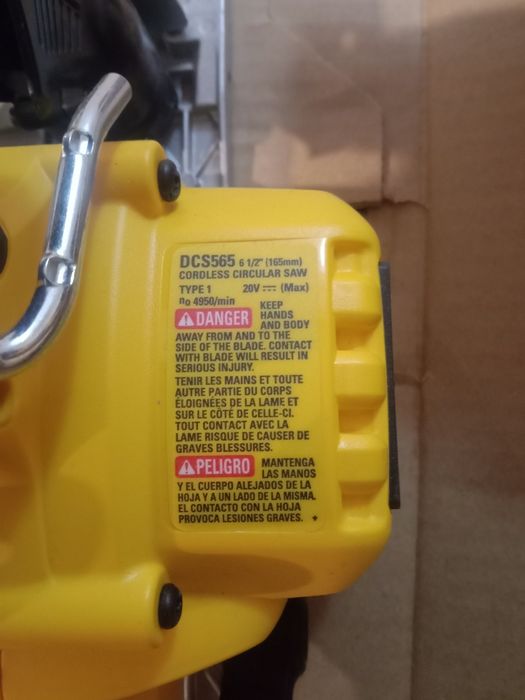 DCS565 6 1/2" (165mm)
CORDLESS CIRCULAR SAW
TYPE 1 20V ⎓ (Max)
n0 4950/min
⚠DANGER KEEP
HANDS
AND BODY
AWAY FROM AND TO THE
SIDE OF THE BLADE. CONTACT
WITH BLADE WILL RESULT IN
SERIOUS INJURY.
TENIR LES MAINS ET TOUTE
AUTRE PARTIE DU CORPS
ÉLOIGNÉES DE LA LAME ET
SUR LE CÔTÉ DE CELLE-CI.
TOUT CONTACT AVEC LA
LAME RISQUE DE CAUSER DE
GRAVES BLESSURES.
⚠PELIGRO MANTENGA
LAS MANOS
Y EL CUERPO ALEJADOS DE LA
HOJA Y A UN LADO DE LA MISMA.
EL CONTACTO CON LA HOJA
PROVOCA LESIONES GRAVES. +